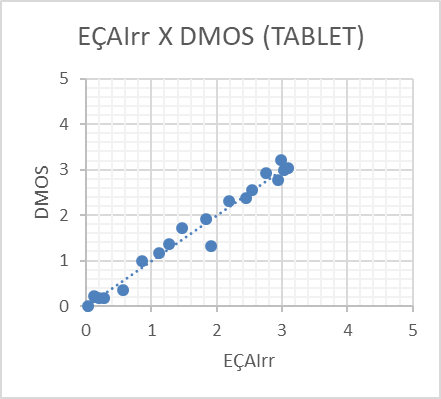 EÇAIrr X DMOS (TABLET)
5
4
3
2
1
0
DMOS
0 1 2 3 4 5
EÇAIrr